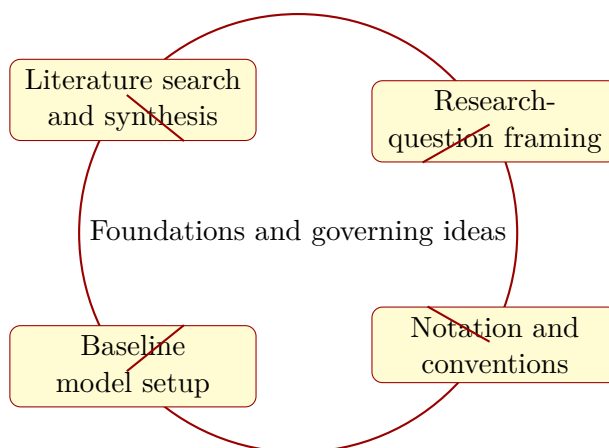 Literature search
and synthesis
Research-
question framing
Foundations and governing ideas
Baseline
model setup
Notation and
conventions